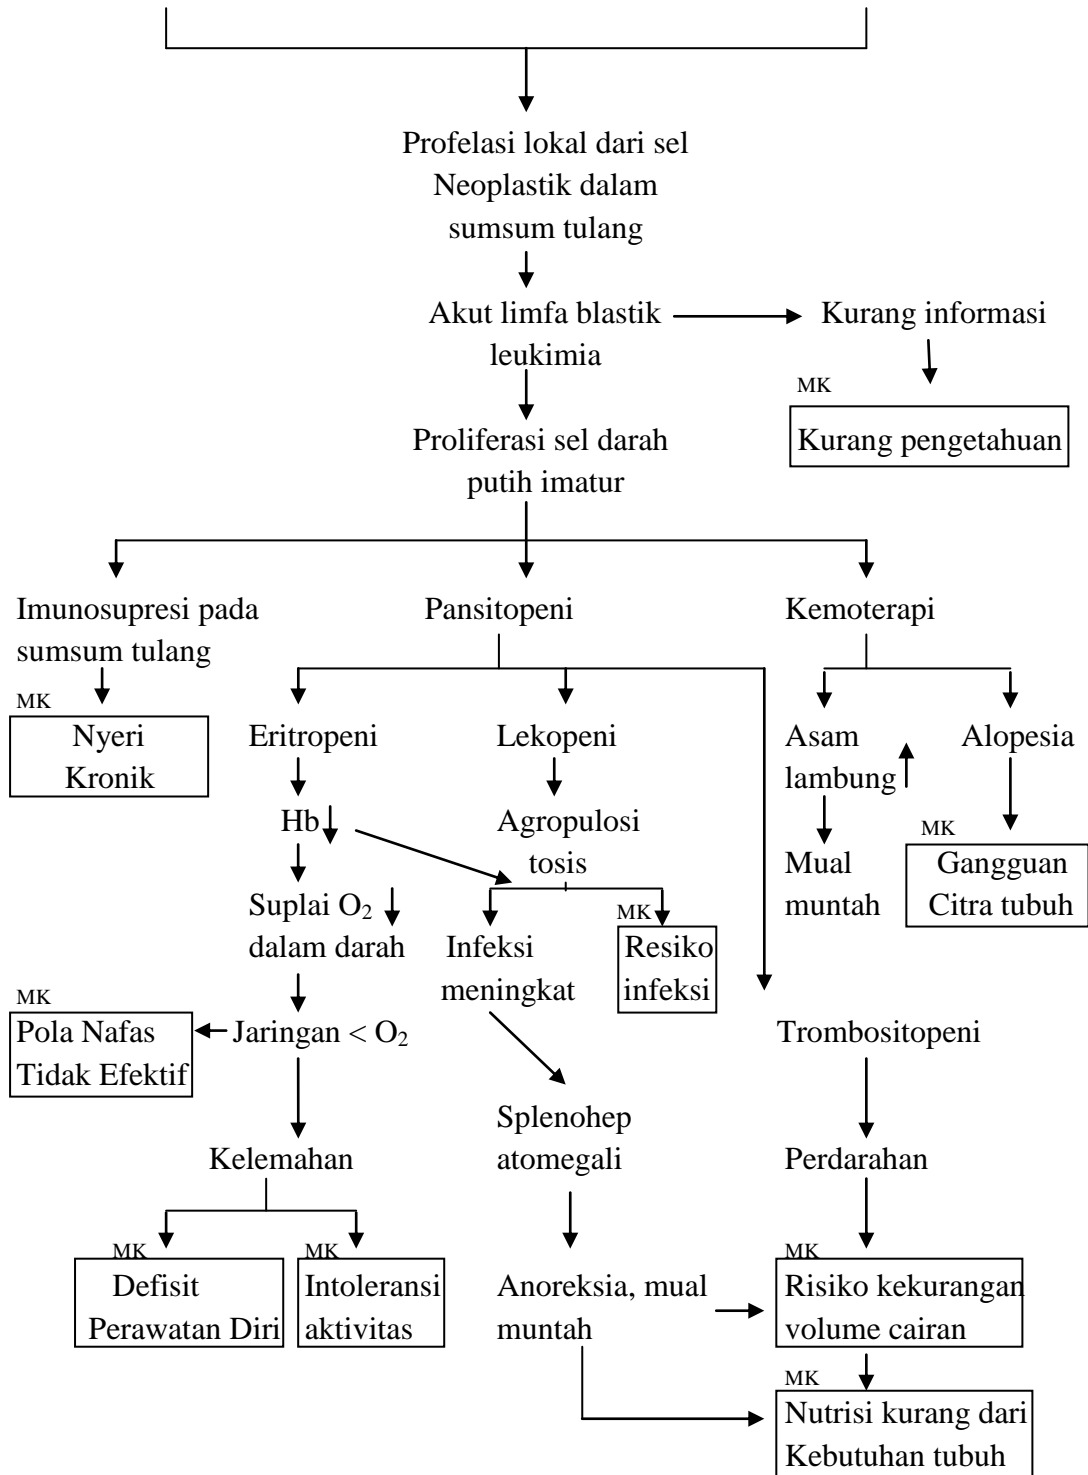 Profelasi lokal dari sel
Neoplastik dalam
sumsum tulang
Akut limfa blastik
leukimia
Kurang informasi
MK
Kurang pengetahuan
Proliferasi sel darah
putih imatur
Imunosupresi pada
sumsum tulang
Pansitopeni
Kemoterapi
MK
Nyeri
Kronik
Eritropeni
Lekopeni
Asam
lambung
Alopesia
Hb
Agropulosi
tosis
Mual
muntah
MK
Gangguan
Citra tubuh
Suplai O₂
dalam darah
Infeksi
meningkat
MK
Resiko
infeksi
MK
Pola Nafas
Tidak Efektif
Jaringan < O₂
Trombositopeni
Splenohep
atomegali
Kelemahan
Perdarahan
MK
Defisit
Perawatan Diri
MK
Intoleransi
aktivitas
Anoreksia, mual
muntah
MK
Risiko kekurangan
volume cairan
MK
Nutrisi kurang dari
Kebutuhan tubuh